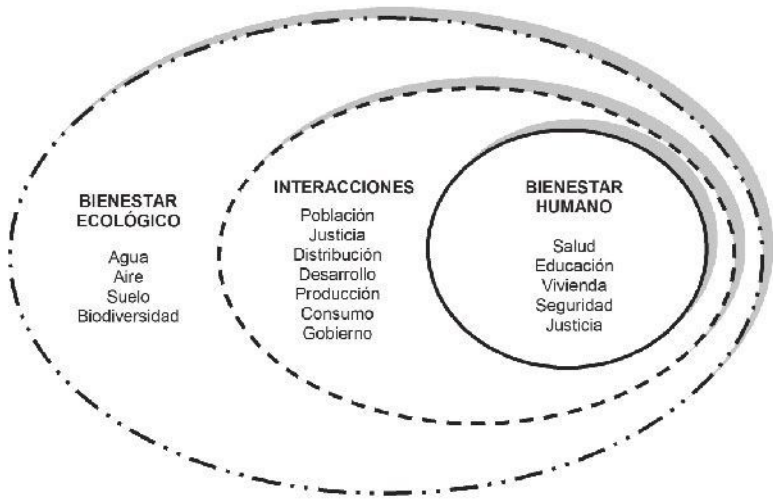 BIENESTAR
ECOLÓGICO
Agua
Aire
Suelo
Biodiversidad
INTERACCIONES
Población
Justicia
Distribución
Desarrollo
Producción
Consumo
Gobierno
BIENESTAR
HUMANO
Salud
Educación
Vivienda
Seguridad
Justicia